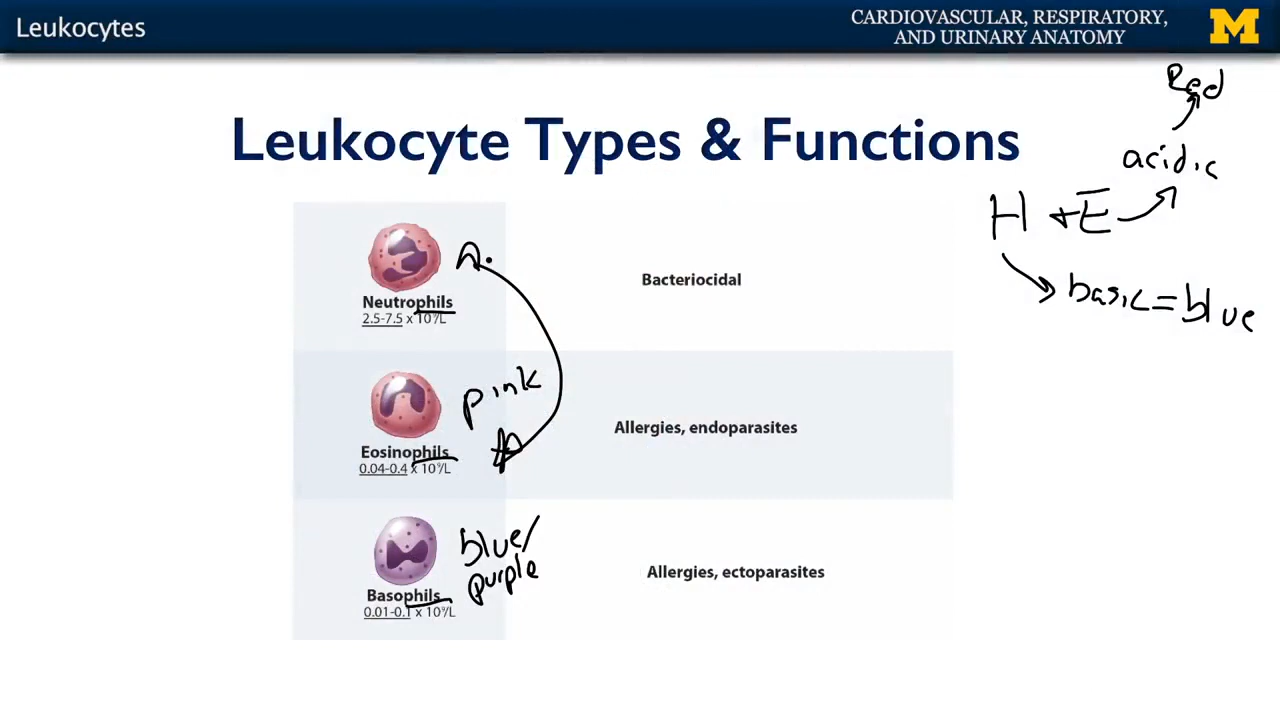 Leukocytes
CARDIOVASCULAR, RESPIRATORY,
AND URINARY ANATOMY
M
Red
Leukocyte Types & Functions
acidic
H + E
basic = blue
Neutrophils
2.5-7.5 x 10⁹/L
Bacteriocidal
pink
Eosinophils
0.04-0.4 x 10⁹/L
Allergies, endoparasites
blue/
purple
Basophils
0.01-0.1 x 10⁹/L
Allergies, ectoparasites